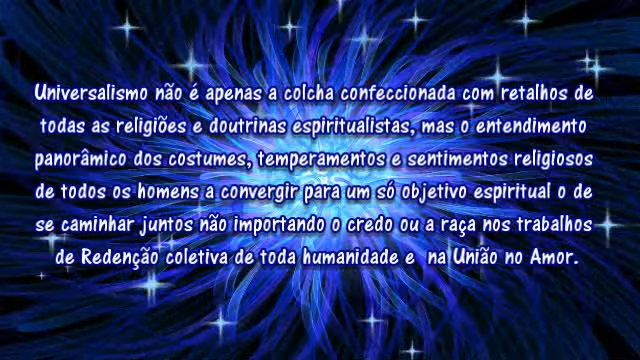 Universalismo não é apenas a colcha confeccionada com retalhos de
todas as religiões e doutrinas espiritualistas, mas o entendimento
panorâmico dos costumes, temperamentos e sentimentos religiosos
de todos os homens a convergir para um só objetivo espiritual o de
se caminhar juntos não importando o credo ou a raça nos trabalhos
de Redenção coletiva de toda humanidade e na União no Amor.